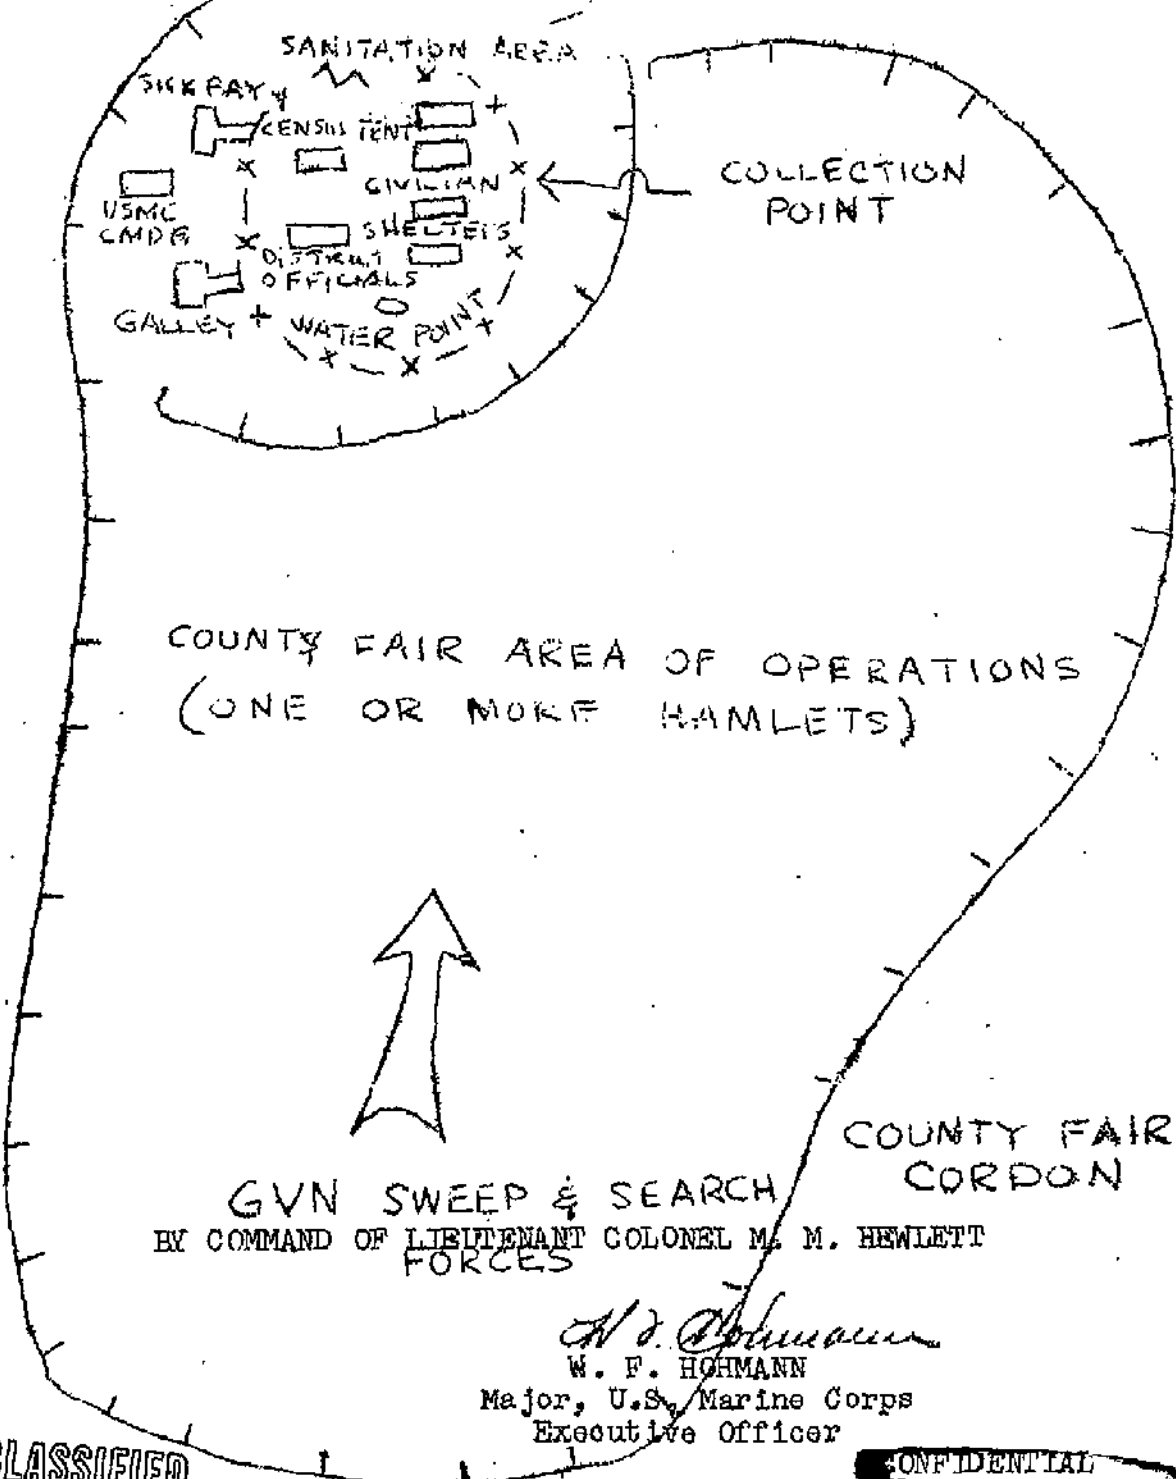 SANITATION AREA
SICK BAY
CENSUS TENT
CIVILIAN
SHELTERS
USMC
CMDR
DISTRICT
OFFICIALS
GALLEY
WATER POINT
COLLECTION
POINT
COUNTY FAIR AREA OF OPERATIONS
(ONE OR MORE HAMLETS)
COUNTY FAIR
CORDON
GVN SWEEP & SEARCH
FORCES
BY COMMAND OF LIEUTENANT COLONEL M. M. HEWLETT
W. F. Hohmann
W. F. HOHMANN
Major, U.S. Marine Corps
Executive Officer
CLASSIFIED
CONFIDENTIAL